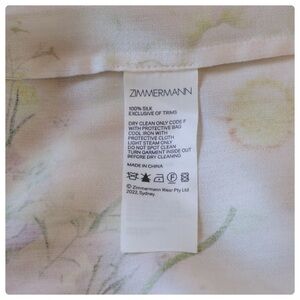 ZIMMERMANN
100% SILK
EXCLUSIVE OF TRIMS
DRY CLEAN ONLY CODE F
WITH PROTECTIVE BAG
COOL IRON WITH
PROTECTIVE CLOTH
LIGHT STEAM ONLY
DO NOT SPOT CLEAN
TURN GARMENT INSIDE OUT
BEFORE DRY CLEANING
MADE IN CHINA
F
© Zimmermann Wear Pty Ltd
2022, Sydney